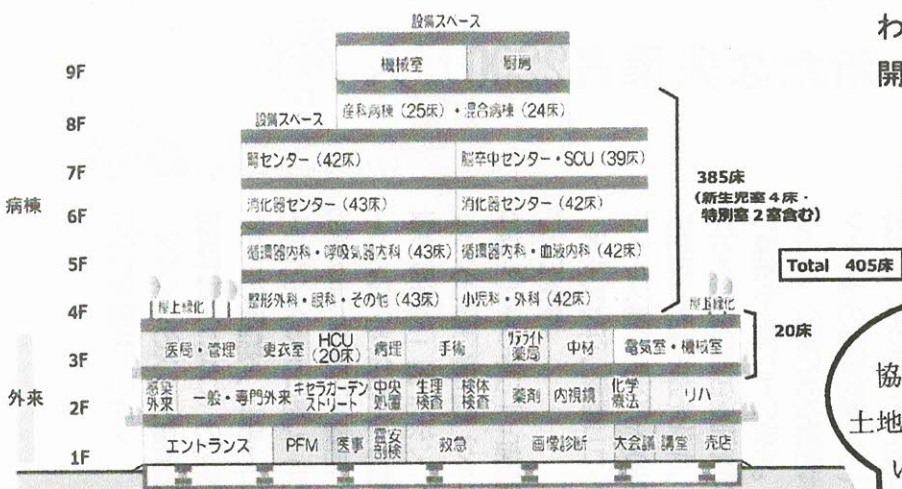 設備スペース
わ
開
9F
機械室
厨房
8F
産科病棟(25床)・混合病棟(24床)
設備スペース
7F
腎センター(42床)
脳卒中センター・SCU(39床)
385床
(新生児室4床・
特別室2室含む)
病棟
6F
消化器センター(43床)
消化器センター(42床)
5F
循環器内科・呼吸器内科(43床)
循環器内科・血液内科(42床)
Total 405床
4F
屋上緑化
整形外科・眼科・その他(43床)
小児科・外科(42床)
屋上緑化
20床
3F
医局・管理
更衣室
HCU
(20床)
病理
手術
サテライト
薬局
中材
電気室・機械室
外来
2F
感染
外来
一般・専門外来
キセラガーデン
ストリート
中央
処置
生理
検査
検体
検査
薬剤
内視鏡
化学
療法
リハ
1F
エントランス
PFM
医事
霊安
剖検
救急
画像診断
大会議
講堂
売店
協
土地
い